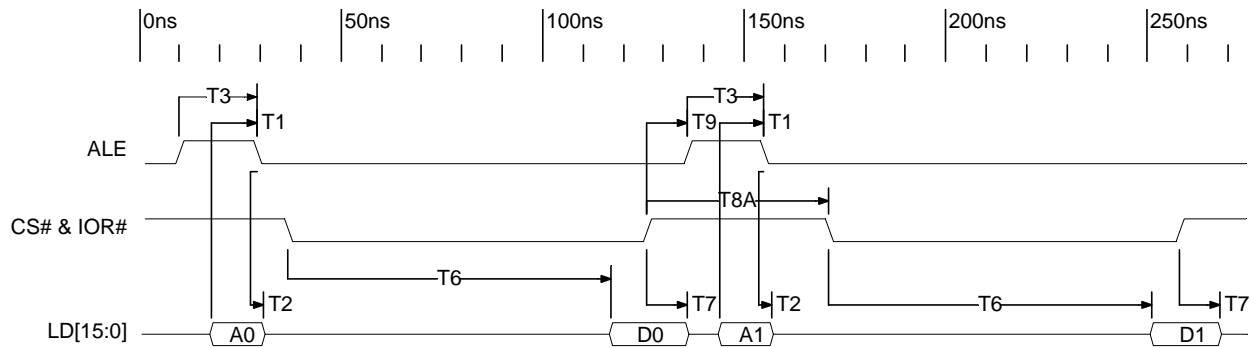 0ns 50ns 100ns 150ns 200ns 250ns
T3 T3
T1 T9 T1
ALE
T8A
CS# & IOR#
T6 T6
T2 T7 T2 T7
LD[15:0] A0 D0 A1 D1